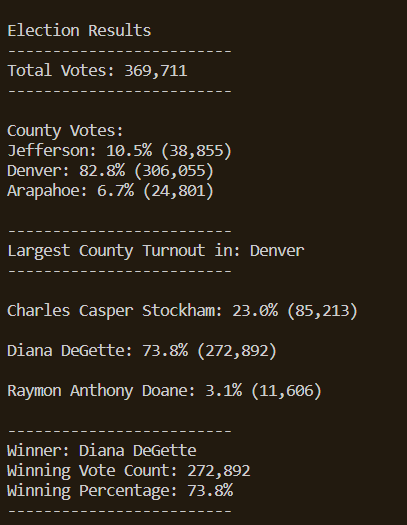 Election Results
-------------------------
Total Votes: 369,711
-------------------------
County Votes:
Jefferson: 10.5% (38,855)
Denver: 82.8% (306,055)
Arapahoe: 6.7% (24,801)
-------------------------
Largest County Turnout in: Denver
-------------------------
Charles Casper Stockham: 23.0% (85,213)
Diana DeGette: 73.8% (272,892)
Raymon Anthony Doane: 3.1% (11,606)
-------------------------
Winner: Diana DeGette
Winning Vote Count: 272,892
Winning Percentage: 73.8%
-------------------------